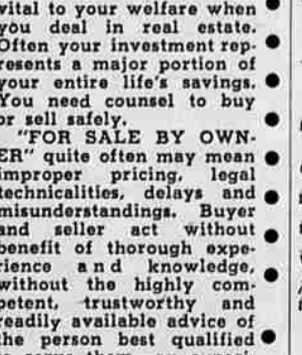 vital to your welfare when
you deal in real estate.
Often your investment rep-
resents a major portion of
your entire life's savings.
You need counsel to buy
or sell safely.
"FOR SALE BY OWN-
ER" quite often may mean
improper pricing, legal
technicalities, delays and
misunderstandings. Buyer
and seller act without
benefit of thorough expe-
rience and knowledge,
without the highly com-
petent, trustworthy and
readily available advice of
the person best qualified